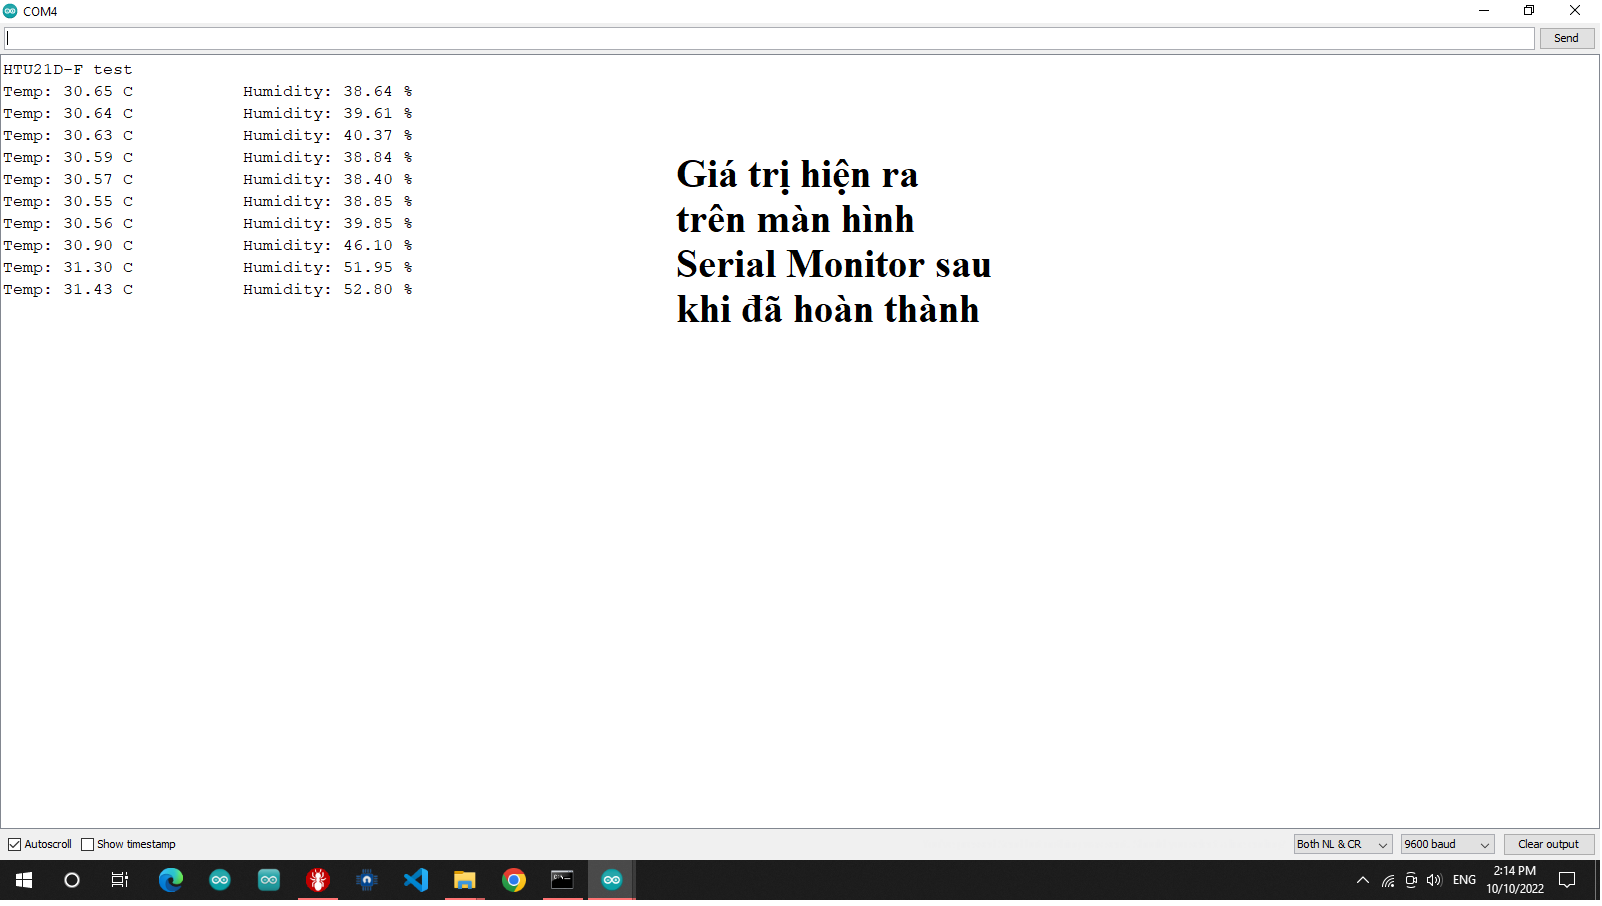 COM4
Send
HTU21D-F test
Temp: 30.65 C Humidity: 38.64 %
Temp: 30.64 C Humidity: 39.61 %
Temp: 30.63 C Humidity: 40.37 %
Temp: 30.59 C Humidity: 38.84 %
Temp: 30.57 C Humidity: 38.40 %
Temp: 30.55 C Humidity: 38.85 %
Temp: 30.56 C Humidity: 39.85 %
Temp: 30.90 C Humidity: 46.10 %
Temp: 31.30 C Humidity: 51.95 %
Temp: 31.43 C Humidity: 52.80 %
Giá trị hiện ra
trên màn hình
Serial Monitor sau
khi đã hoàn thành
Autoscroll Show timestamp Both NL & CR 9600 baud Clear output
ENG 2:14 PM
10/10/2022